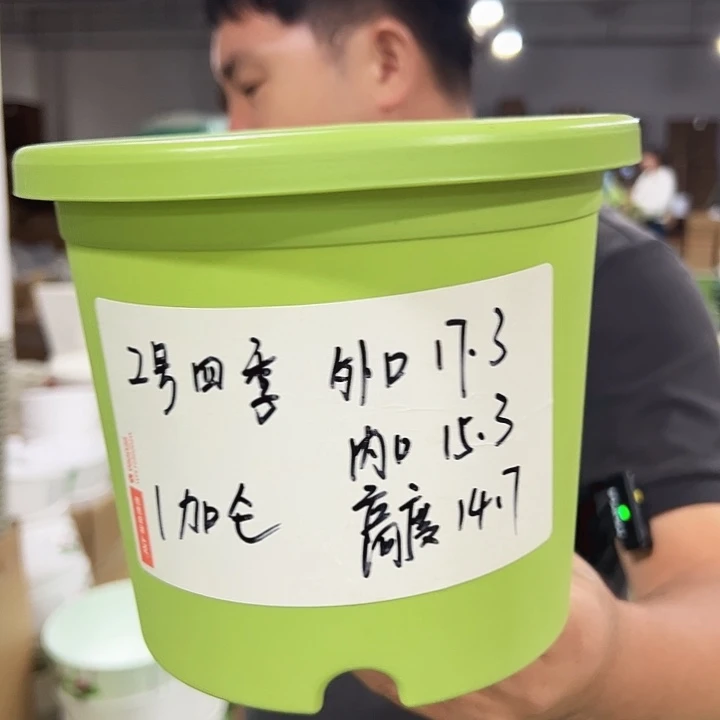 2号四季 外口 17.3
内口 15.3
1加仑 高度 14.7